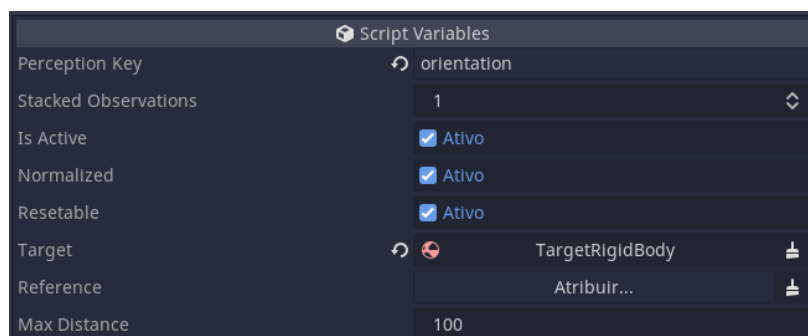 Script Variables
Perception Key orientation
Stacked Observations 1
Is Active Ativo
Normalized Ativo
Resetable Ativo
Target TargetRigidBody
Reference Atribuir...
Max Distance 100